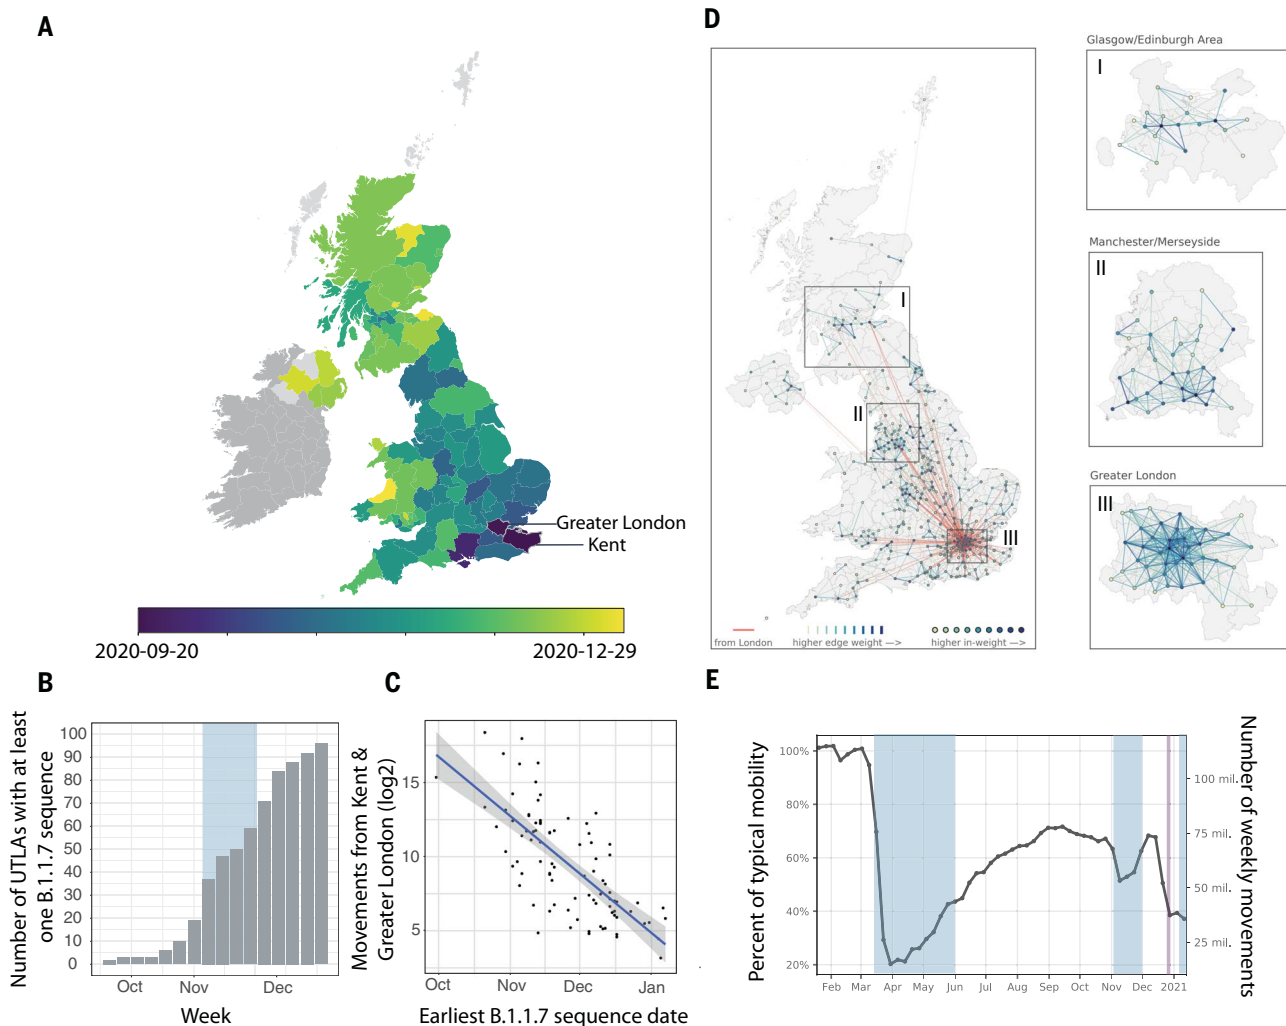 A
Greater London
Kent
2020-09-20
2020-12-29
B
Number of UTLAs with at least
one B.1.1.7 sequence
100
90
80
70
60
50
40
30
20
10
0
Oct
Nov
Dec
Week
C
Movements from Kent &
Greater London (log2)
15
10
5
Oct
Nov
Dec
Jan
Earliest B.1.1.7 sequence date
D
I
II
III
from London
higher edge weight —>
higher in-weight —>
Glasgow/Edinburgh Area
I
Manchester/Merseyside
II
Greater London
III
E
Percent of typical mobility
100%
80%
60%
40%
20%
Feb
Mar
Apr
May
Jun
Jul
Aug
Sep
Oct
Nov
Dec
2021
100 mil.
75 mil.
50 mil.
25 mil.
Number of weekly movements